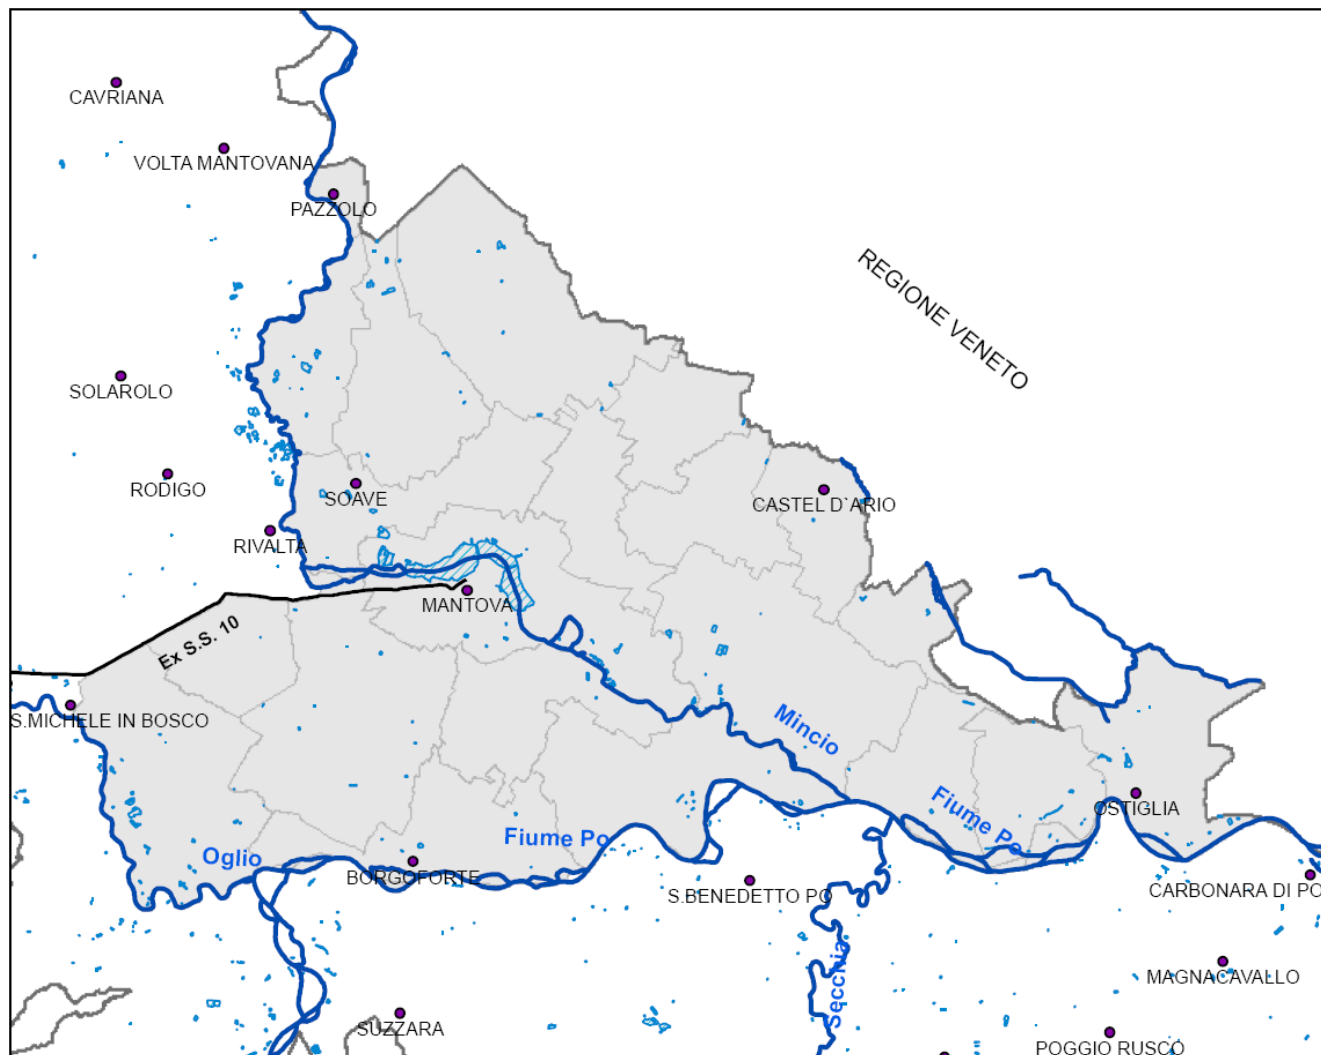 CAVRIANA
VOLTA MANTOVANA
PAZZOLO
REGIONE VENETO
SOLAROLO
RODIGO
SOAVE
CASTEL D`ARIO
RIVALTA
MANTOVA
Ex S.S. 10
S.MICHELE IN BOSCO
Mincio
Fiume Po
OSTIGLIA
Fiume Po
Oglio
BORGOFORTE
S.BENEDETTO PO
CARBONARA DI PO
Secchia
MAGNACAVALLO
SUZZARA
POGGIO RUSCO